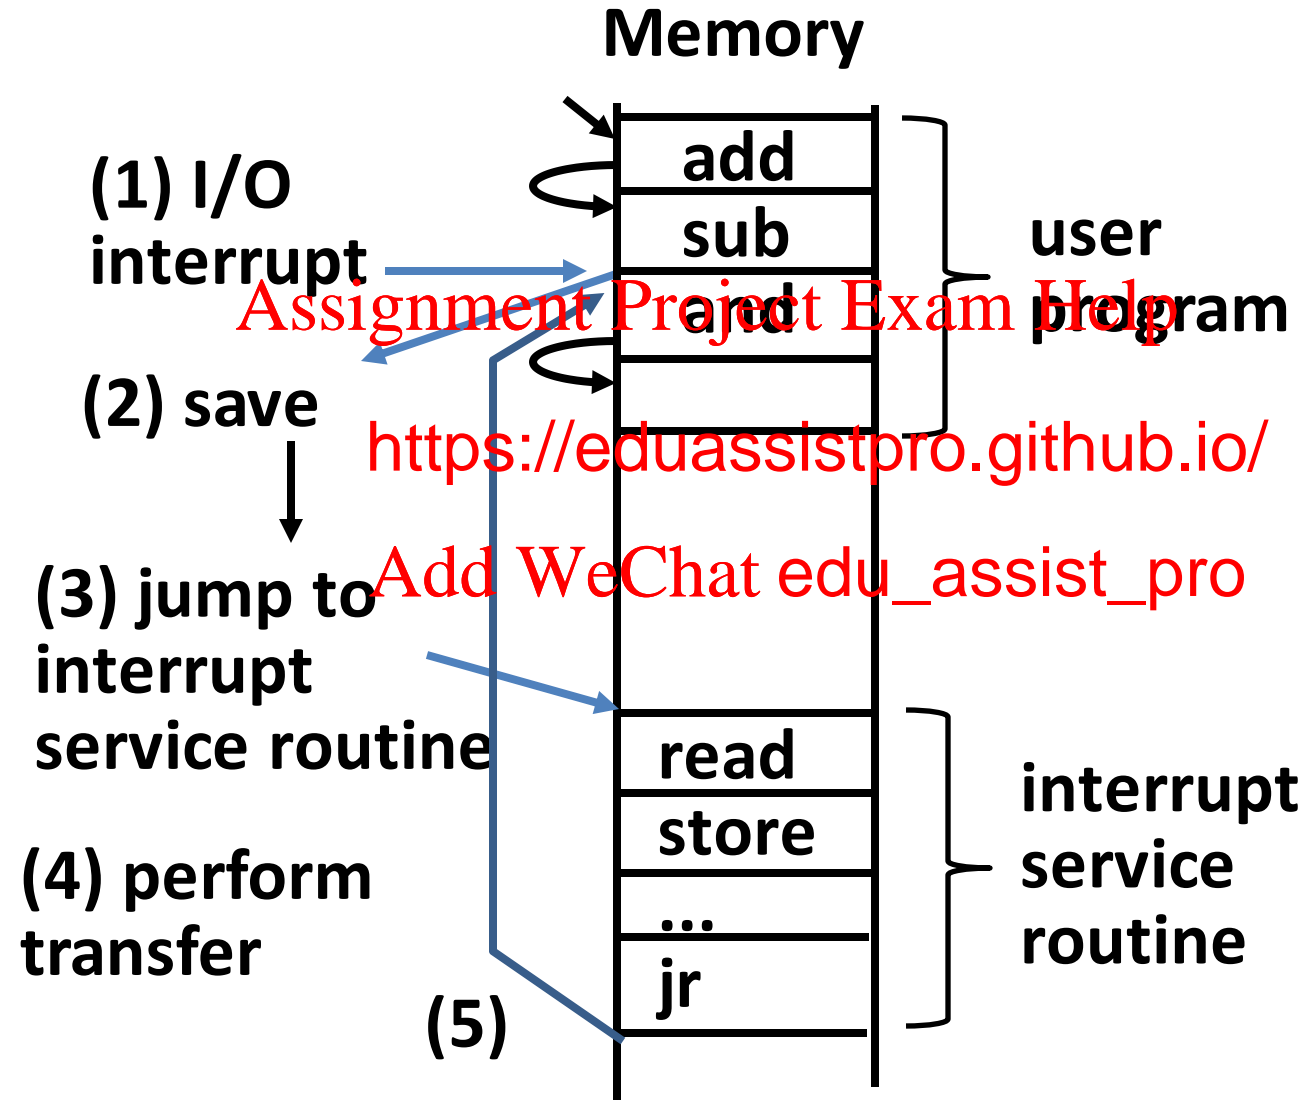 Memory
add
(1) I/O
interrupt
sub
user
program
and
Assignment Project Exam Help
(2) save
https://eduassistpro.github.io/
(3) jump to
interrupt
service routine
Add WeChat edu_assist_pro
read
store
...
jr
interrupt
service
routine
(4) perform
transfer
(5)